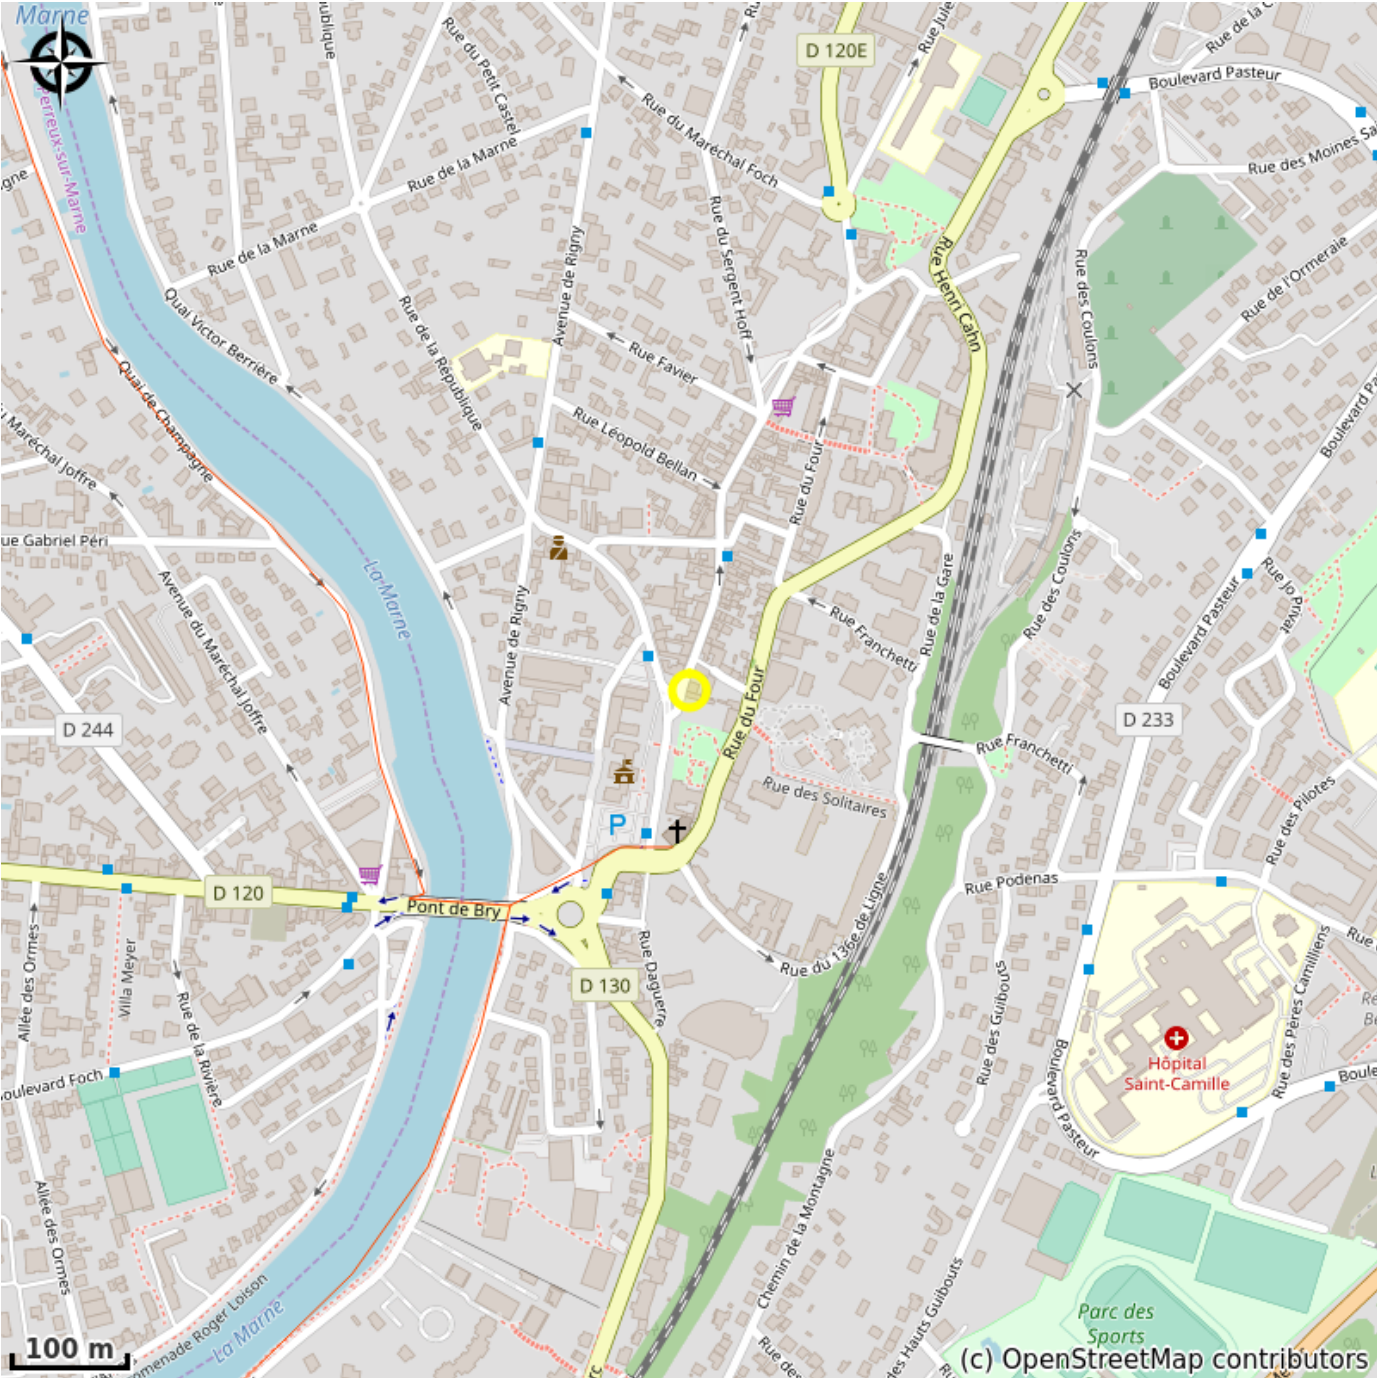 Marne
Rue du Petit Castel
D 120E
Boulevard Pasteur
Perreux-sur-Marne
Rue de la Marne
Rue du Maréchal Foch
Rue des Moines Sa
Rue de la Marne
Rue du Sergent Hoff
Rue Henri Cahn
Rue des Coulons
Rue de l'Ormeraie
Quai Victor Berrière
Avenue de Rigny
Rue de la République
Rue Favier
Quai de Champagne
Rue Léopold Bellan
Rue du Four
Maréchal Joffre
ue Gabriel Péri
La Marne
Avenue de Rigny
Avenue du Maréchal Joffre
Rue Franchetti
Rue de la Gare
Rue des Coulons
Boulevard Pasteur
Rue Jo Privat
D 244
Rue du Four
D 233
Rue Franchetti
Rue des Solitaires
P
Rue des Pilotes
D 120
Pont de Bry
Rue Podenas
Rue du 136e de Ligne
Allée des Ormes
Villa Meyer
Rue de la Rivière
Rue Daguerre
D 130
Rue des Guibouts
Rue des Pères Camilliens
Hôpital
Saint-Camille
oulevard Foch
Boulevard Pasteur
Boule
Allée des Ormes
Chemin de la Montagne
omenade Roger Loison
La Marne
des Hauts Guibouts
Parc des
Sports
100 m
(c) OpenStreetMap contributors